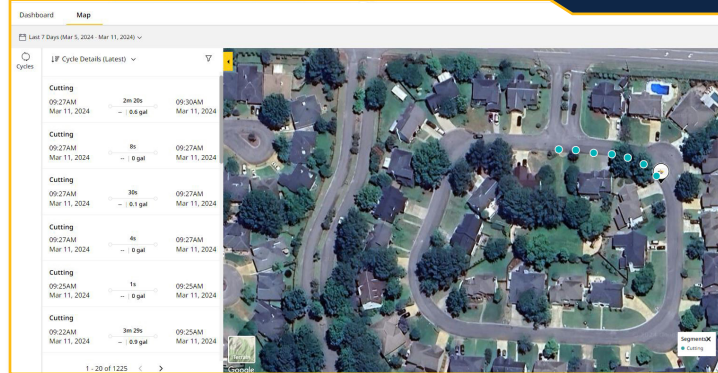 Dashboard Map
Last 7 Days (Mar 5, 2024 - Mar 11, 2024)
Cycles
Cycle Details (Latest)
Cutting
09:27AM 2m 20s 09:30AM
Mar 11, 2024 -- | 0.6 gal Mar 11, 2024
Cutting
09:27AM 8s 09:27AM
Mar 11, 2024 -- | 0 gal Mar 11, 2024
Cutting
09:27AM 30s 09:27AM
Mar 11, 2024 -- | 0.1 gal Mar 11, 2024
Cutting
09:27AM 4s 09:27AM
Mar 11, 2024 -- | 0 gal Mar 11, 2024
Cutting
09:25AM 1s 09:25AM
Mar 11, 2024 -- | 0 gal Mar 11, 2024
Cutting
09:22AM 3m 29s 09:25AM
Mar 11, 2024 -- | 0.9 gal Mar 11, 2024
1 - 20 of 1225 < >
Terrain
Google
Segments X
Cutting